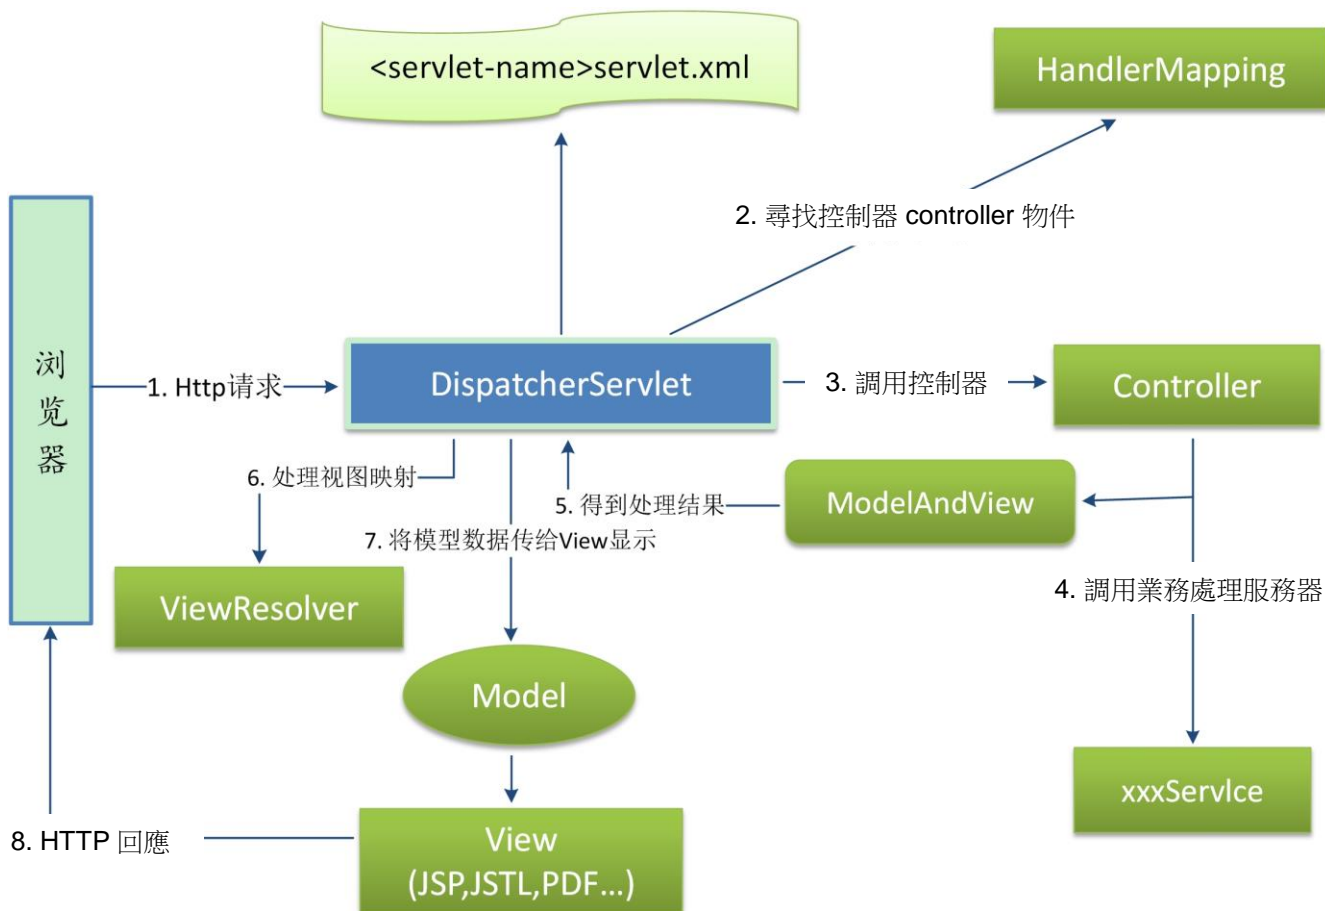 <servlet-name>servlet.xml
HandlerMapping
2. 尋找控制器 controller 物件
浏览器
1. Http请求
DispatcherServlet
3. 調用控制器
Controller
6. 处理视图映射
5. 得到处理结果
ModelAndView
7. 将模型数据传给View显示
ViewResolver
4. 調用業務處理服務器
Model
xxxServIce
8. HTTP 回應
View
(JSP,JSTL,PDF...)